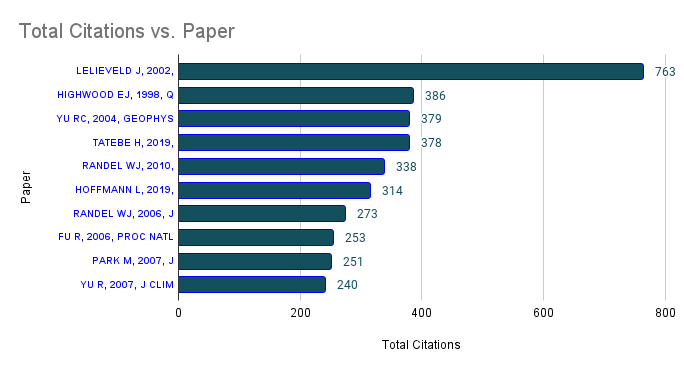 Total Citations vs. Paper
LELIEVELD J, 2002,
763
HIGHWOOD EJ, 1998, Q
386
YU RC, 2004, GEOPHYS
379
TATEBE H, 2019,
378
RANDEL WJ, 2010,
338
HOFFMANN L, 2019,
314
RANDEL WJ, 2006, J
273
FU R, 2006, PROC NATL
253
PARK M, 2007, J
251
YU R, 2007, J CLIM
240
Paper
0 200 400 600 800
Total Citations